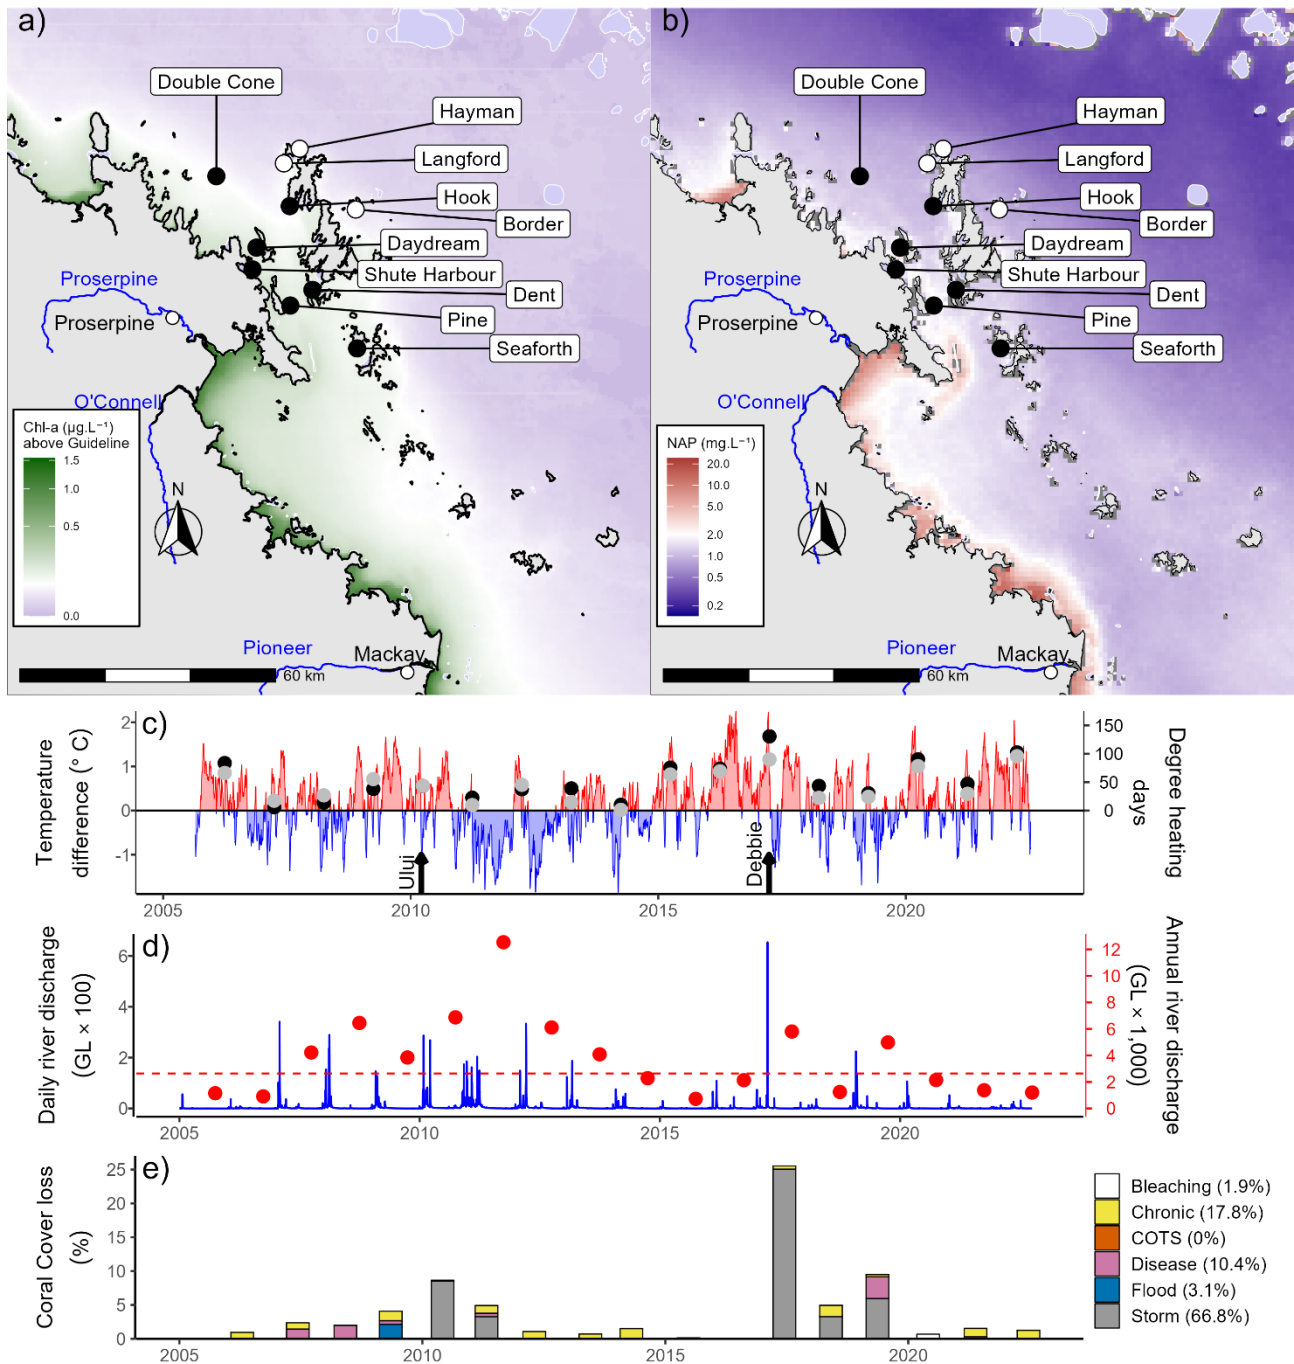 a)
Double Cone
Hayman
Langford
Hook
Border
Daydream
Shute Harbour
Dent
Pine
Seaforth
Proserpine
Proserpine
O'Connell
Chl-a (µg.L⁻¹)
above Guideline
1.5
1.0
0.5
0.0
N
Pioneer
Mackay
60 km
b)
Double Cone
Hayman
Langford
Hook
Border
Daydream
Shute Harbour
Dent
Pine
Seaforth
Proserpine
Proserpine
O'Connell
NAP (mg.L⁻¹)
20.0
10.0
5.0
2.0
1.0
0.5
0.2
N
Pioneer
Mackay
60 km
c)
Temperature
difference (° C)
2
1
0
-1
Ului
Debbie
150
100
50
0
Degree heating
days
2005
2010
2015
2020
d)
Daily river discharge
(GL × 100)
6
4
2
0
12
10
8
6
4
2
0
Annual river discharge
(GL × 1,000)
2005
2010
2015
2020
e)
Coral Cover loss
(%)
25
20
15
10
5
0
2005
2010
2015
2020
Bleaching (1.9%)
Chronic (17.8%)
COTS (0%)
Disease (10.4%)
Flood (3.1%)
Storm (66.8%)